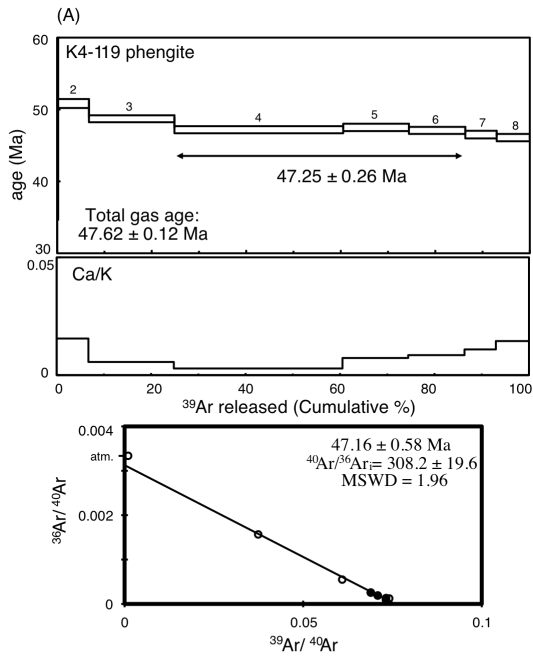 (A)
60
K4-119 phengite
2
3
4
5
6
7
8
50
age (Ma)
40
47.25 ± 0.26 Ma
Total gas age:
47.62 ± 0.12 Ma
30
0.05
Ca/K
0
0 20 40 60 80 100
³⁹Ar released (Cumulative %)
0.004
atm.
47.16 ± 0.58 Ma
⁴⁰Ar/³⁶Arᵢ= 308.2 ± 19.6
MSWD = 1.96
³⁶Ar/ ⁴⁰Ar
0.002
0
0 0.05 0.1
³⁹Ar/ ⁴⁰Ar